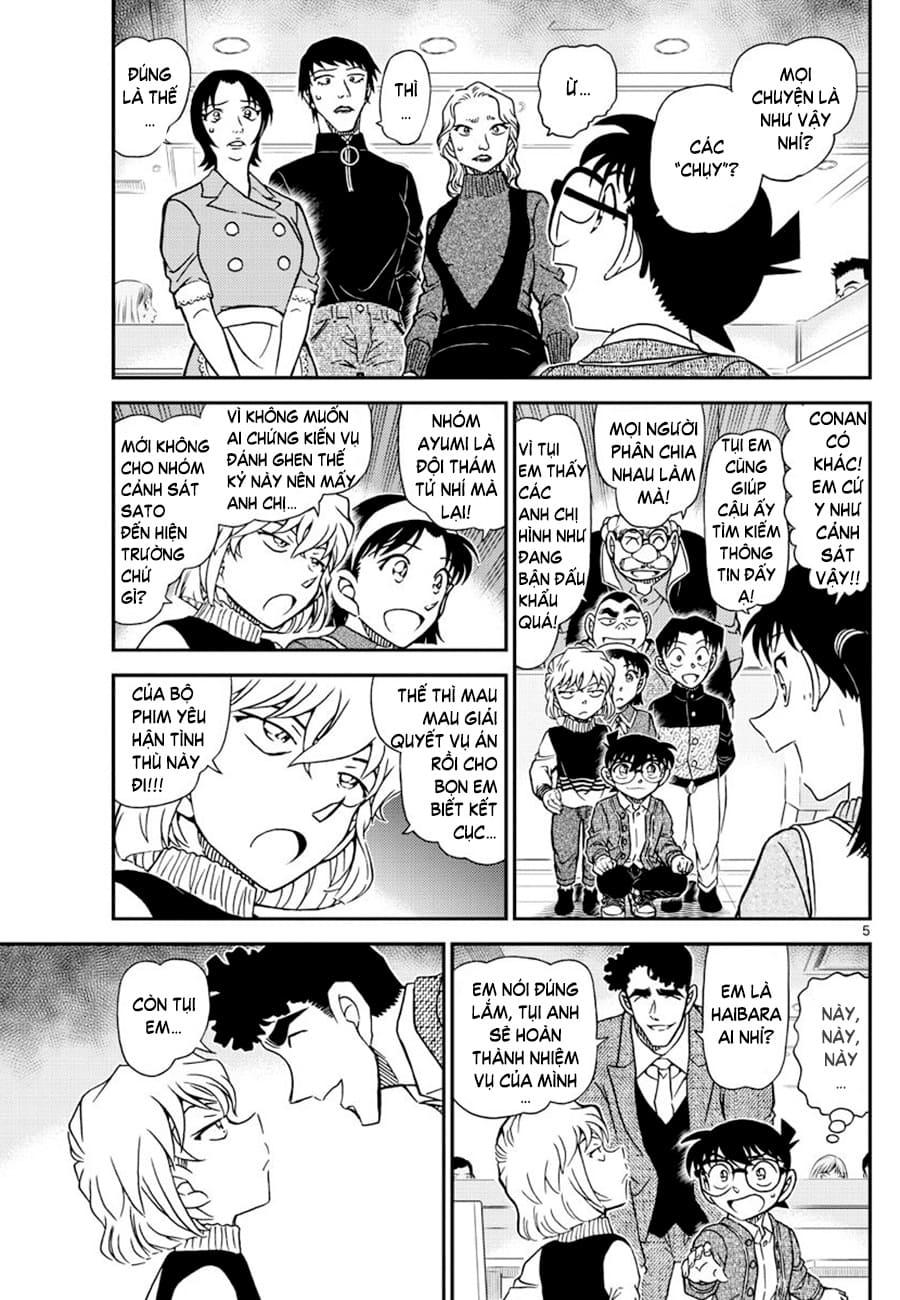 MỌI
CHUYỆN LÀ
NHƯ VẬY
NHỈ?
CÁC
“CHỤY”?
Ừ...
THÌ
...
ĐÚNG
LÀ THẾ
...
CONAN
CÓ
KHÁC!
EM CỨ
Y NHƯ
CẢNH
SÁT
VẬY!!
TỤI EM
CŨNG
GIÚP
CẬU ẤY
TÌM KIẾM
THÔNG
TIN ĐẤY
Ạ!
MỌI NGƯỜI
PHÂN CHIA
NHAU LÀM
MÀ!
VÌ TỤI
EM THẤY
CÁC
ANH CHỊ
HÌNH NHƯ
ĐANG
BẬN ĐẤU
KHẨU
QUÁ!
NHÓM
AYUMI LÀ
ĐỘI THÁM
TỬ NHÍ MÀ
LẠI!
VÌ KHÔNG MUỐN
AI CHỨNG KIẾN VỤ
ĐÁNH GHEN THẾ
KỶ NÀY NÊN MẤY
ANH CHỊ...
MỚI KHÔNG
CHO NHÓM
CẢNH SÁT
SATO
ĐẾN HIỆN
TRƯỜNG
CHỨ
GÌ?
THẾ THÌ MAU
MAU GIẢI
QUYẾT VỤ ÁN
RỒI CHO
BỌN EM
BIẾT KẾT
CỤC...
CỦA BỘ
PHIM YÊU
HẬN TÌNH
THÙ NÀY
ĐI!!!
5
NÀY,
NÀY,
NÀY
...
EM LÀ
HAIBARA
AI NHỈ?
EM NÓI ĐÚNG
LẮM, TỤI ANH
SẼ HOÀN
THÀNH NHIỆM
VỤ CỦA MÌNH
...
CÒN TỤI
EM...